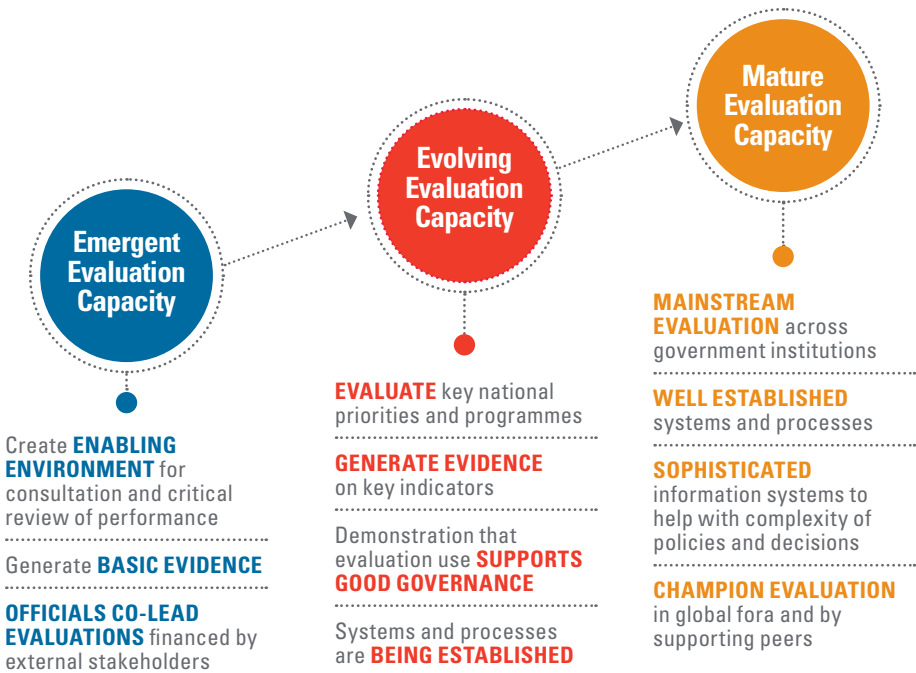 Emergent
Evaluation
Capacity
Create ENABLING
ENVIRONMENT for
consultation and critical
review of performance
Generate BASIC EVIDENCE
OFFICIALS CO-LEAD
EVALUATIONS financed by
external stakeholders
Evolving
Evaluation
Capacity
EVALUATE key national
priorities and programmes
GENERATE EVIDENCE
on key indicators
Demonstration that
evaluation use SUPPORTS
GOOD GOVERNANCE
Systems and processes
are BEING ESTABLISHED
Mature
Evaluation
Capacity
MAINSTREAM
EVALUATION across
government institutions
WELL ESTABLISHED
systems and processes
SOPHISTICATED
information systems to
help with complexity of
policies and decisions
CHAMPION EVALUATION
in global fora and by
supporting peers